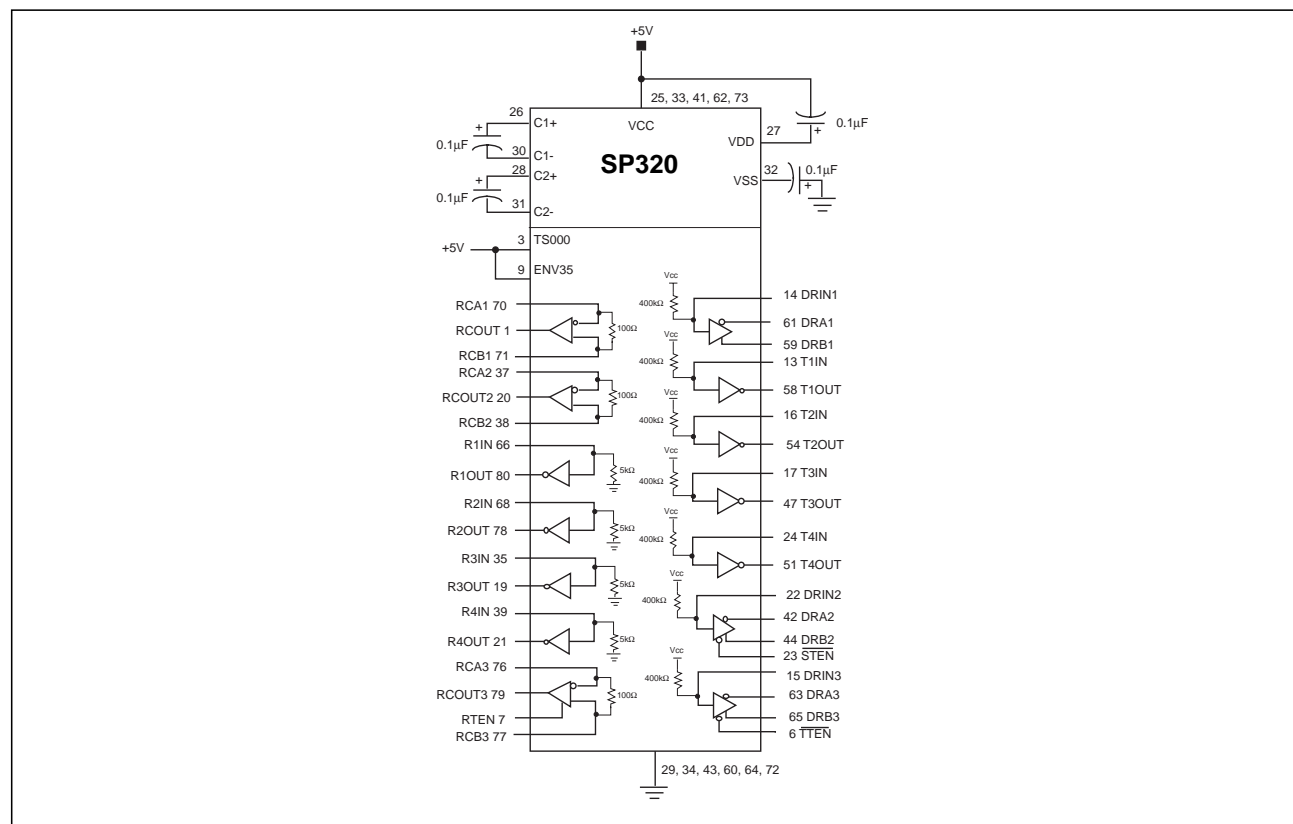 +5V
25, 33, 41, 62, 73
26
C1+
VCC
27
VDD
0.1μF
+
+
0.1μF
30
C1-
SP320
28
C2+
32
VSS
0.1μF
+
+
0.1μF
31
C2-
3
TS000
+5V
9
ENV35
RCA1 70
RCOUT 1
100Ω
RCB1 71
RCA2 37
RCOUT2 20
100Ω
RCB2 38
R1IN 66
5kΩ
R1OUT 80
R2IN 68
5kΩ
R2OUT 78
R3IN 35
5kΩ
R3OUT 19
R4IN 39
5kΩ
R4OUT 21
RCA3 76
RCOUT3 79
100Ω
RTEN 7
RCB3 77
Vcc
400kΩ
14 DRIN1
61 DRA1
59 DRB1
Vcc
400kΩ
13 T1IN
58 T1OUT
Vcc
400kΩ
16 T2IN
54 T2OUT
Vcc
400kΩ
17 T3IN
47 T3OUT
Vcc
400kΩ
24 T4IN
51 T4OUT
Vcc
400kΩ
22 DRIN2
42 DRA2
44 DRB2
23 STEN
Vcc
400kΩ
15 DRIN3
63 DRA3
65 DRB3
6 TTEN
29, 34, 43, 60, 64, 72